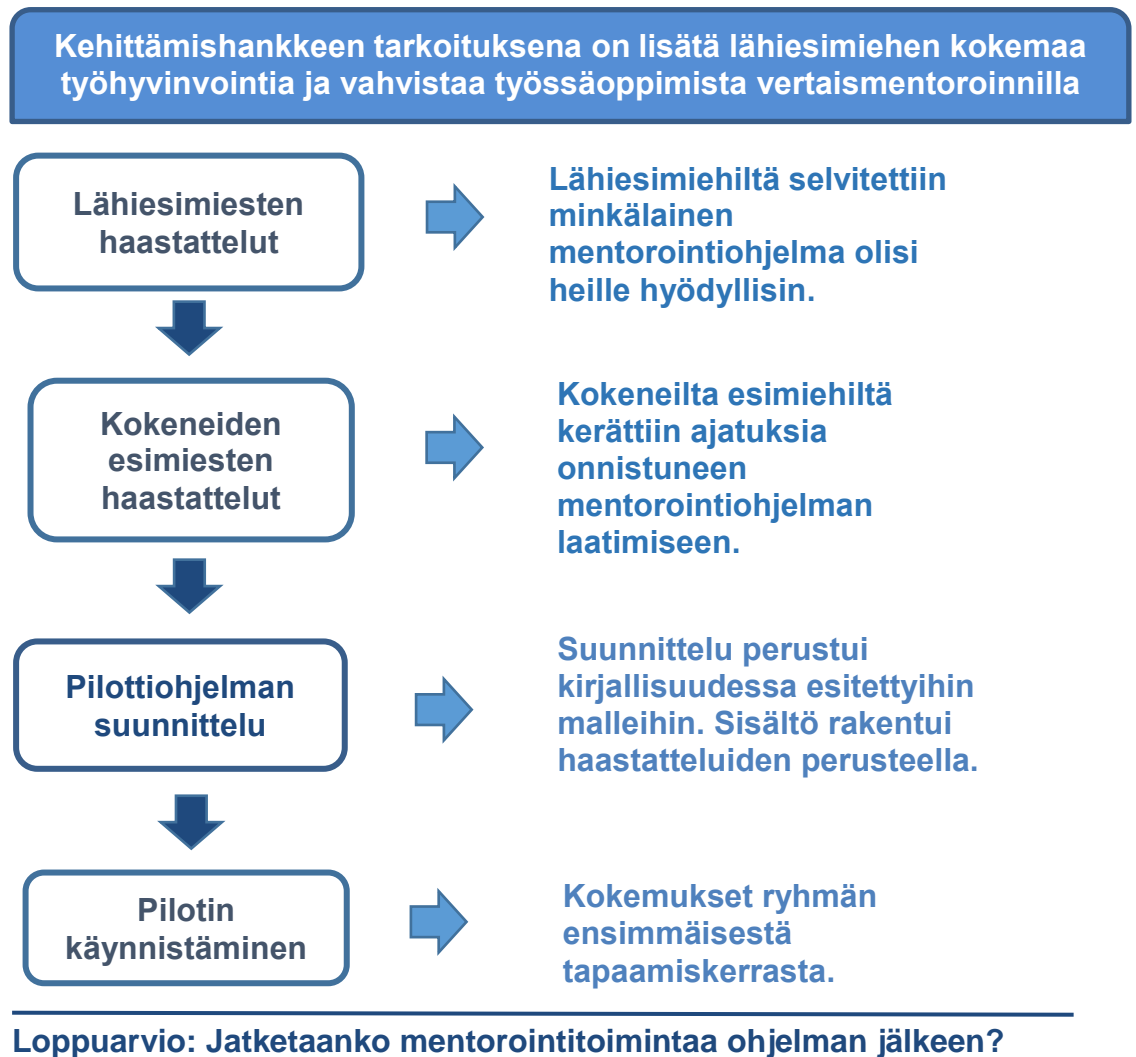 Kehittämishankkeen tarkoituksena on lisätä lähiesimiehen kokemaa
työhyvinvointia ja vahvistaa työssäoppimista vertaismentoroinnilla
Lähiesimiesten
haastattelut
Lähiesimiehiltä selvitettiin
minkälainen
mentorointiohjelma olisi
heille hyödyllisin.
Kokeneiden
esimiesten
haastattelut
Kokeneilta esimiehiltä
kerättiin ajatuksia
onnistuneen
mentorointiohjelman
laatimiseen.
Pilottiohjelman
suunnittelu
Suunnittelu perustui
kirjallisuudessa esitettyihin
malleihin. Sisältö rakentui
haastatteluiden perusteella.
Pilotin
käynnistäminen
Kokemukset ryhmän
ensimmäisestä
tapaamiskerrasta.
Loppuarvio: Jatketaanko mentorointitoimintaa ohjelman jälkeen?